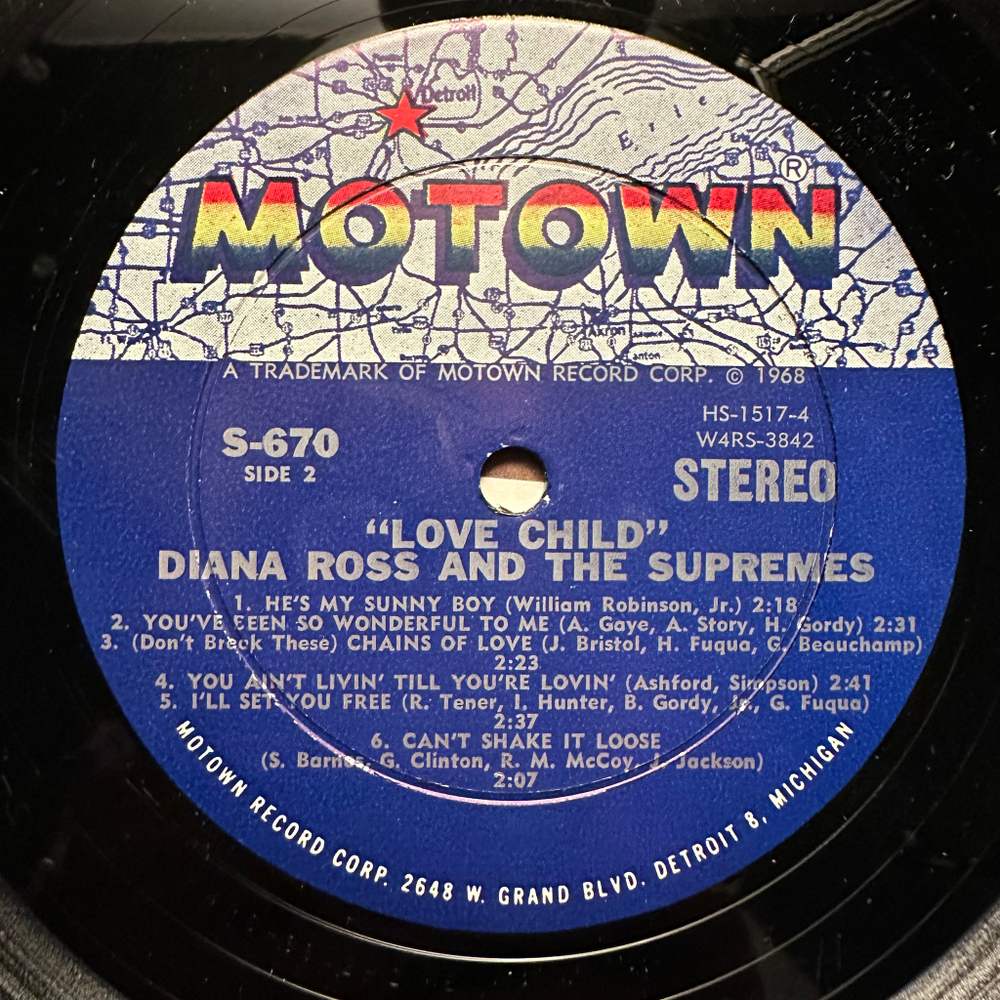 Detroit
Erie
MOTOWN®
Akron
anton
A TRADEMARK OF MOTOWN RECORD CORP. © 1968
HS-1517-4
S-670
W4RS-3842
SIDE 2
STEREO
“LOVE CHILD”
DIANA ROSS AND THE SUPREMES
1. HE'S MY SUNNY BOY (William Robinson, Jr.) 2:18
2. YOU'VE EEEN SO WONDERFUL TO ME (A. Gaye, A. Story, H. Gordy) 2:31
3. (Don't Break These) CHAINS OF LOVE (J. Bristol, H. Fuqua, G. Beauchamp)
2:23
4. YOU AIN'T LIVIN' TILL YOU'RE LOVIN' (Ashford, Simpson) 2:41
5. I'LL SET YOU FREE (R. Tener, I. Hunter, B. Gordy, Jr., G. Fuqua)
2:37
6. CAN'T SHAKE IT LOOSE
(S. Barnes, G. Clinton, R. M. McCoy, J. Jackson)
2:07
MOTOWN RECORD CORP. 2648 W. GRAND BLVD. DETROIT 8, MICHIGAN